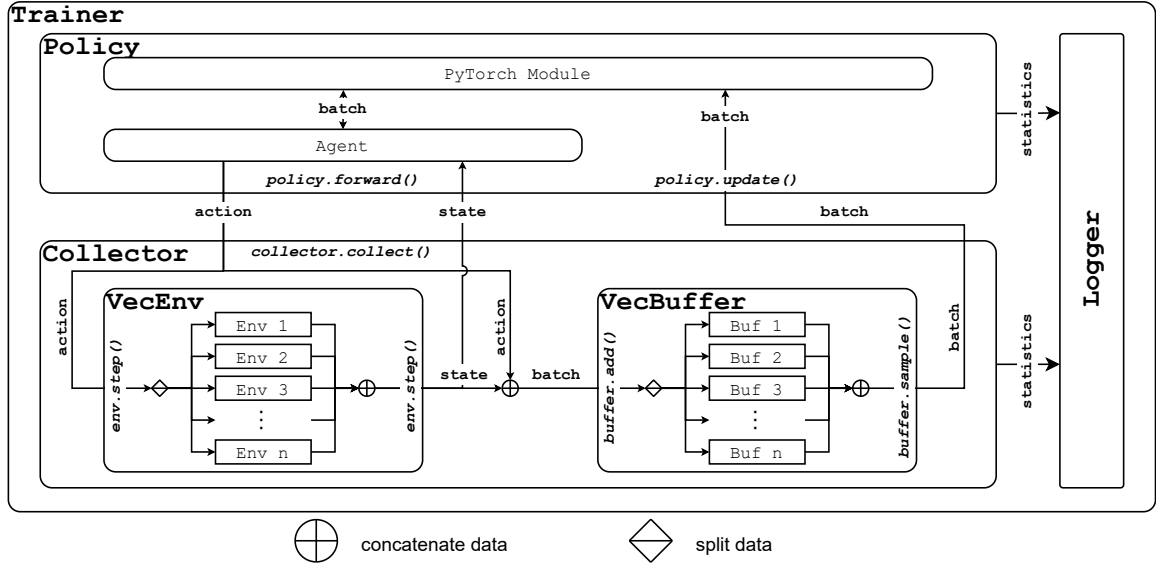 Trainer
Policy
PyTorch Module
batch
batch
Agent
policy.forward()
policy.update()
statistics
action
state
batch
Logger
Collector
collector.collect()
action
VecEnv
action
VecBuffer
batch
env.step()
Env 1
Env 2
Env 3
...
Env n
env.step()
state
batch
buffer.add()
Buf 1
Buf 2
Buf 3
...
Buf n
buffer.sample()
statistics
concatenate data
split data